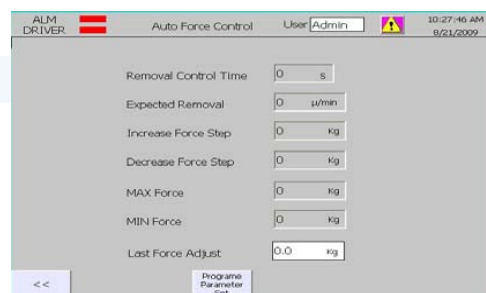 ALM DRIVER
Auto Force Control
User Admin
10:27:46 AM
8/21/2009
Removal Control Time 0 s
Expected Removal 0 μ/min
Increase Force Step 0 Kg
Decrease Force Step 0 Kg
MAX Force 0 Kg
MIN Force 0 Kg
Last Force Adjust 0.0 Kg
<<
Programe
Parameter
Set